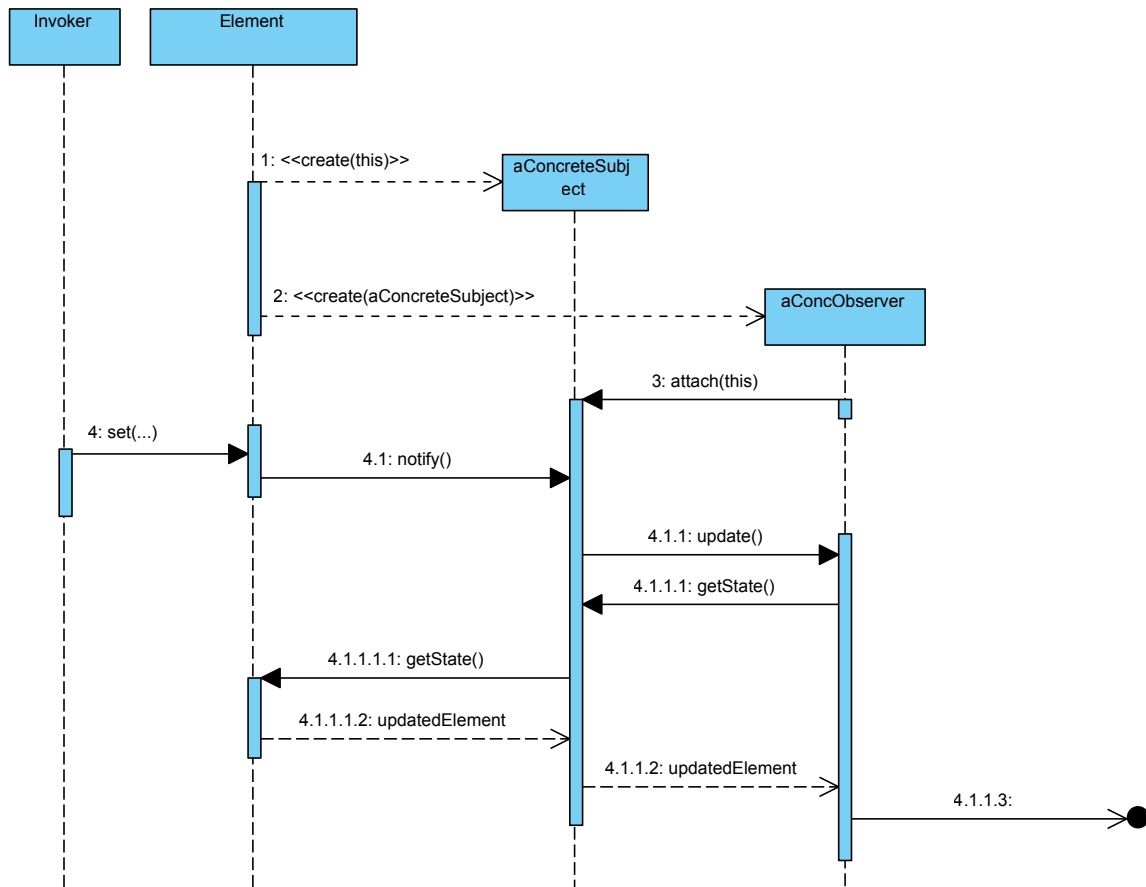 Invoker
Element
1: <<create(this)>>
aConcreteSubj
ect
2: <<create(aConcreteSubject)>>
aConcObserver
3: attach(this)
4: set(...)
4.1: notify()
4.1.1: update()
4.1.1.1: getState()
4.1.1.1.1: getState()
4.1.1.1.2: updatedElement
4.1.1.2: updatedElement
4.1.1.3: